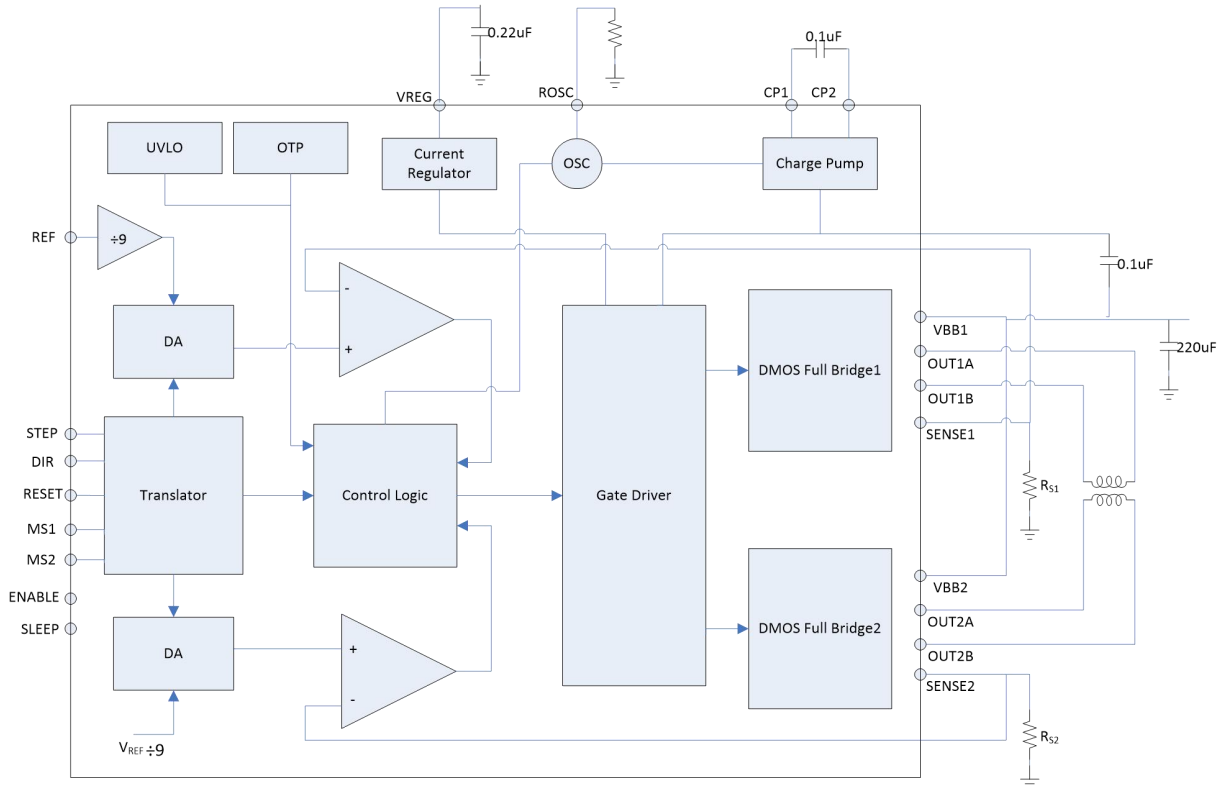 0.22uF
0.1uF
VREG
ROSC
CP1
CP2
UVLO
OTP
Current
Regulator
OSC
Charge Pump
REF
÷9
0.1uF
-
DA
+
DMOS Full Bridge1
VBB1
220uF
OUT1A
OUT1B
SENSE1
STEP
DIR
RESET
MS1
MS2
Translator
Control Logic
Gate Driver
RS1
ENABLE
SLEEP
VBB2
OUT2A
DA
+
DMOS Full Bridge2
OUT2B
-
SENSE2
VREF ÷9
RS2